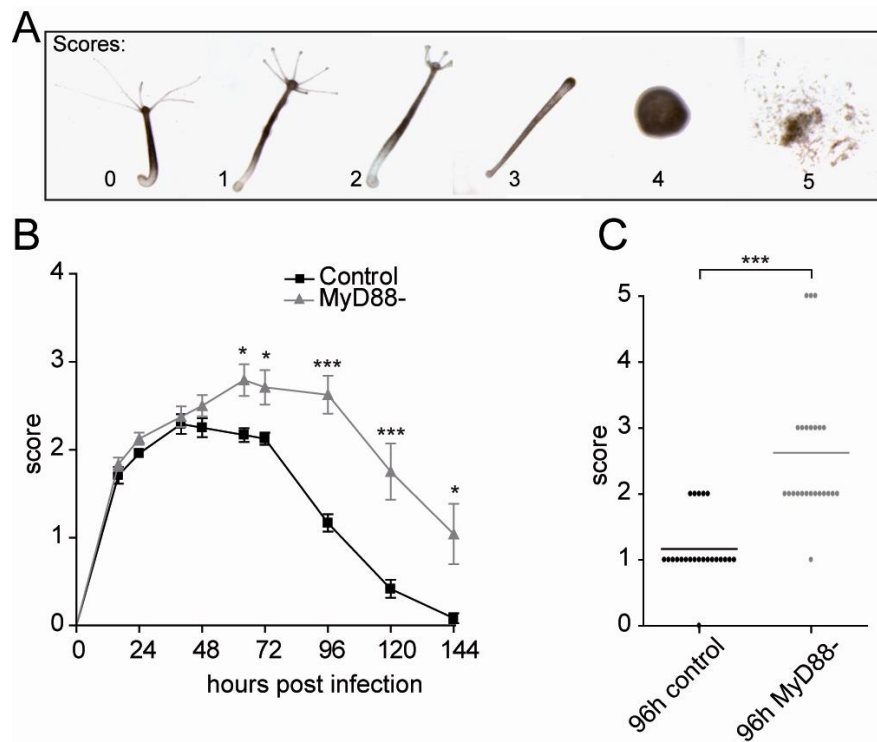 A
Scores:
0 1 2 3 4 5
B
Control
MyD88-
4
3
2
1
0
score
* * *** *** *
0 24 48 72 96 120 144
hours post infection
C
***
5
4
3
2
1
0
score
96h control
96h MyD88-